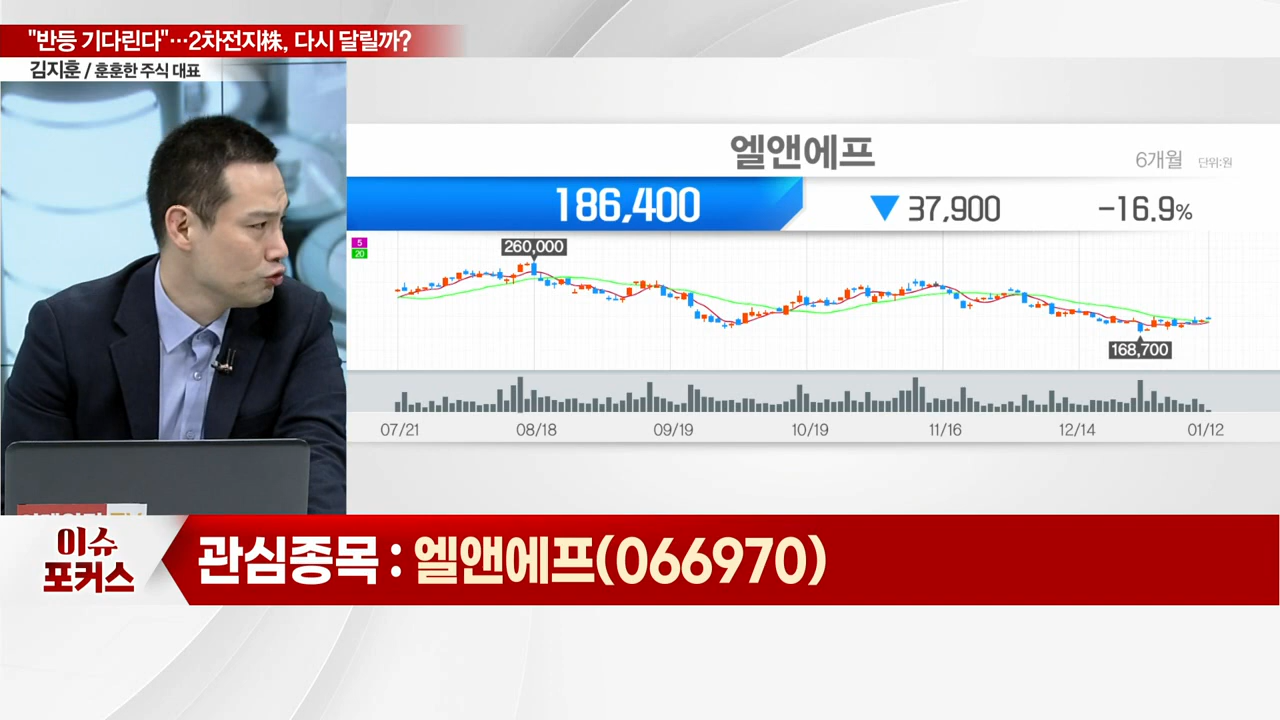 "반등 기다린다"…2차전지株, 다시 달릴까?
김지훈 / 훈훈한 주식 대표
엘앤에프
6개월 단위:원
186,400 ▼ 37,900 -16.9%
5
20
260,000
168,700
07/21 08/18 09/19 10/19 11/16 12/14 01/12
이슈
포커스
관심종목 : 엘앤에프(066970)